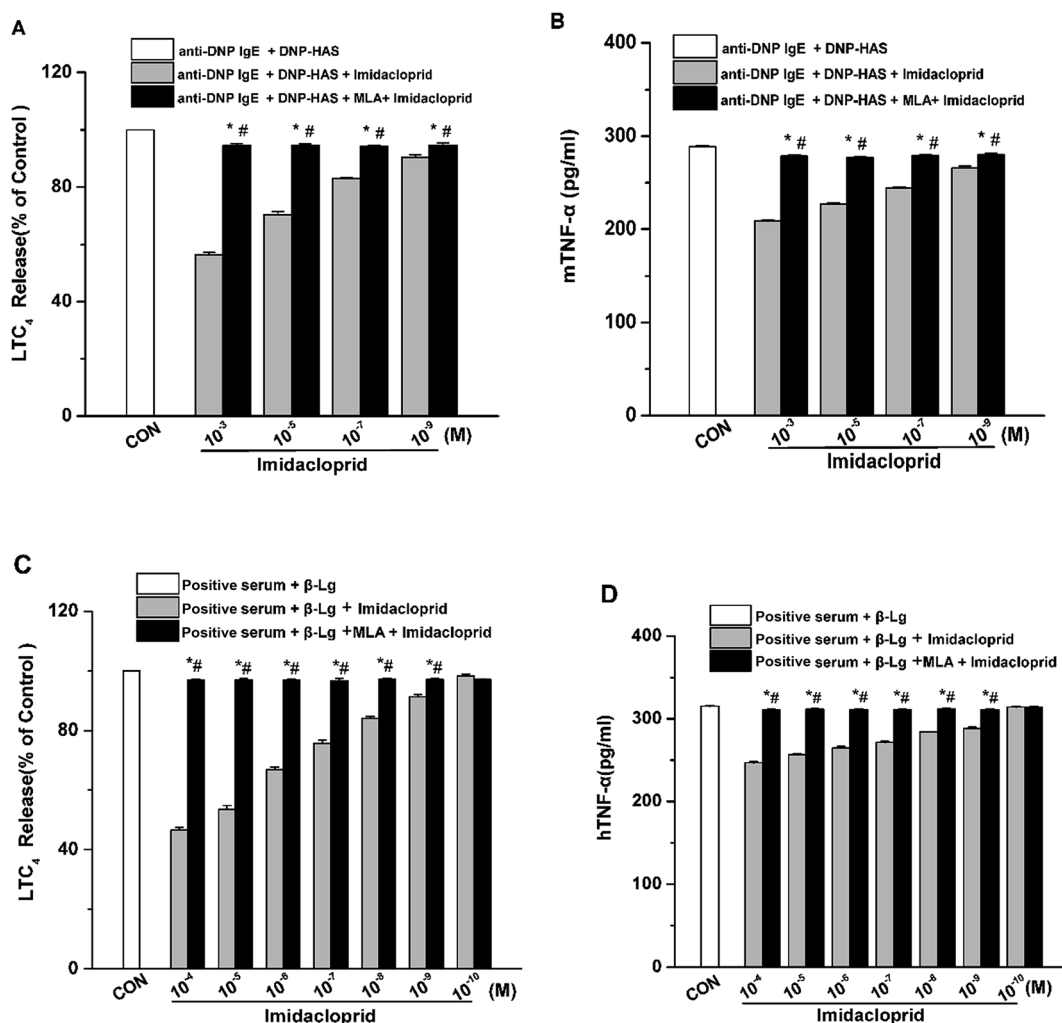 A
anti-DNP IgE + DNP-HAS
anti-DNP IgE + DNP-HAS + Imidacloprid
anti-DNP IgE + DNP-HAS + MLA+ Imidacloprid
LTC₄ Release(% of Control )
120
80
40
0
* #
* #
* #
* #
CON
10⁻³
10⁻⁵
10⁻⁷
10⁻⁹
(M)
Imidacloprid
B
anti-DNP IgE + DNP-HAS
anti-DNP IgE + DNP-HAS + Imidacloprid
anti-DNP IgE + DNP-HAS + MLA+ Imidacloprid
mTNF-α (pg/ml)
400
300
200
100
0
* #
* #
* #
* #
CON
10⁻³
10⁻⁵
10⁻⁷
10⁻⁹
(M)
Imidacloprid
C
Positive serum + β-Lg
Positive serum + β-Lg + Imidacloprid
Positive serum + β-Lg +MLA + Imidacloprid
LTC₄ Release(% of Control)
120
80
40
0
*#
*#
*#
*#
*#
*#
CON
10⁻⁴
10⁻⁵
10⁻⁶
10⁻⁷
10⁻⁸
10⁻⁹
10⁻¹⁰
(M)
Imidacloprid
D
Positive serum + β-Lg
Positive serum + β-Lg + Imidacloprid
Positive serum + β-Lg +MLA + Imidacloprid
hTNF-α(pg/ml)
400
300
200
100
0
*#
*#
*#
*#
*#
*#
CON
10⁻⁴
10⁻⁵
10⁻⁶
10⁻⁷
10⁻⁸
10⁻⁹
10⁻¹⁰
(M)
Imidacloprid